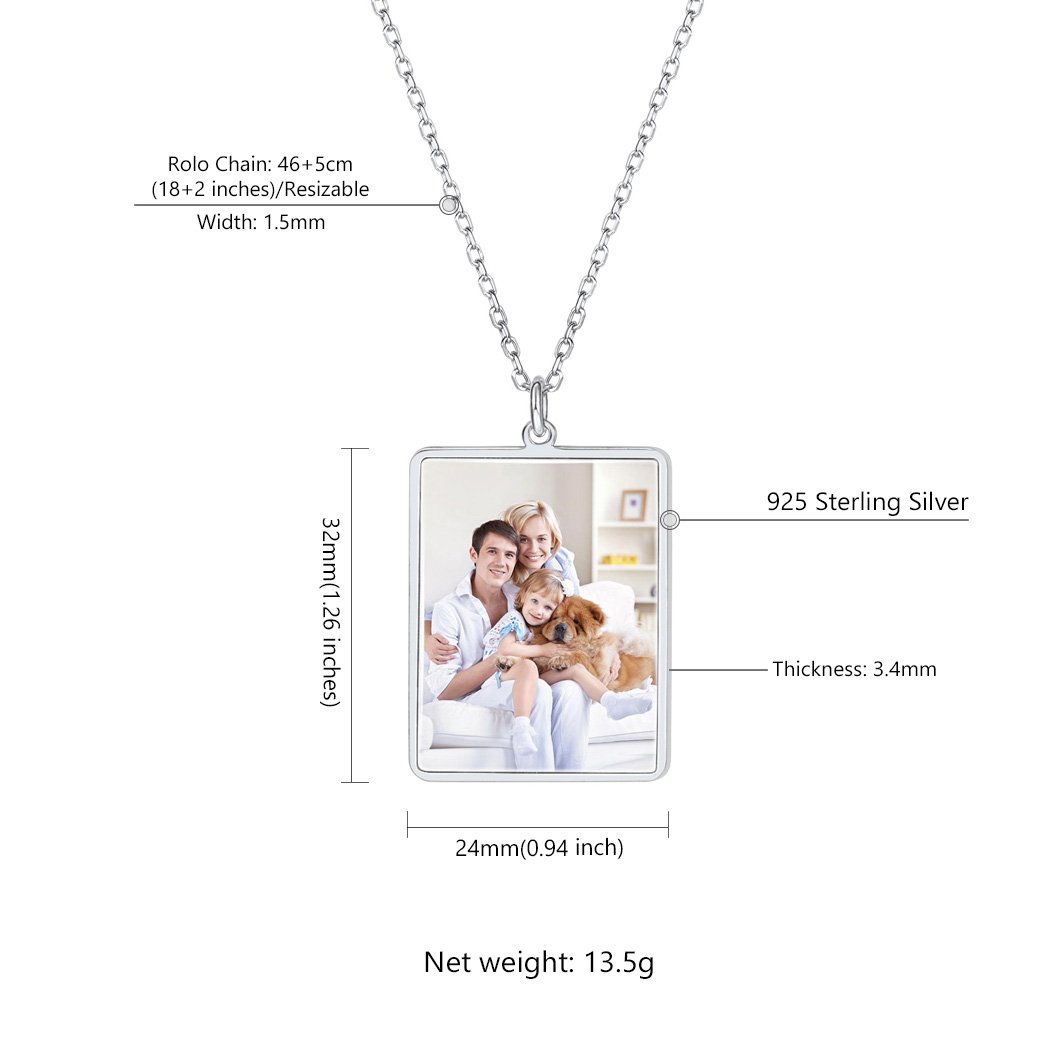 Rolo Chain: 46+5cm
(18+2 inches)/Resizable
Width: 1.5mm
925 Sterling Silver
32mm(1.26 inches)
Thickness: 3.4mm
24mm(0.94 inch)
Net weight: 13.5g